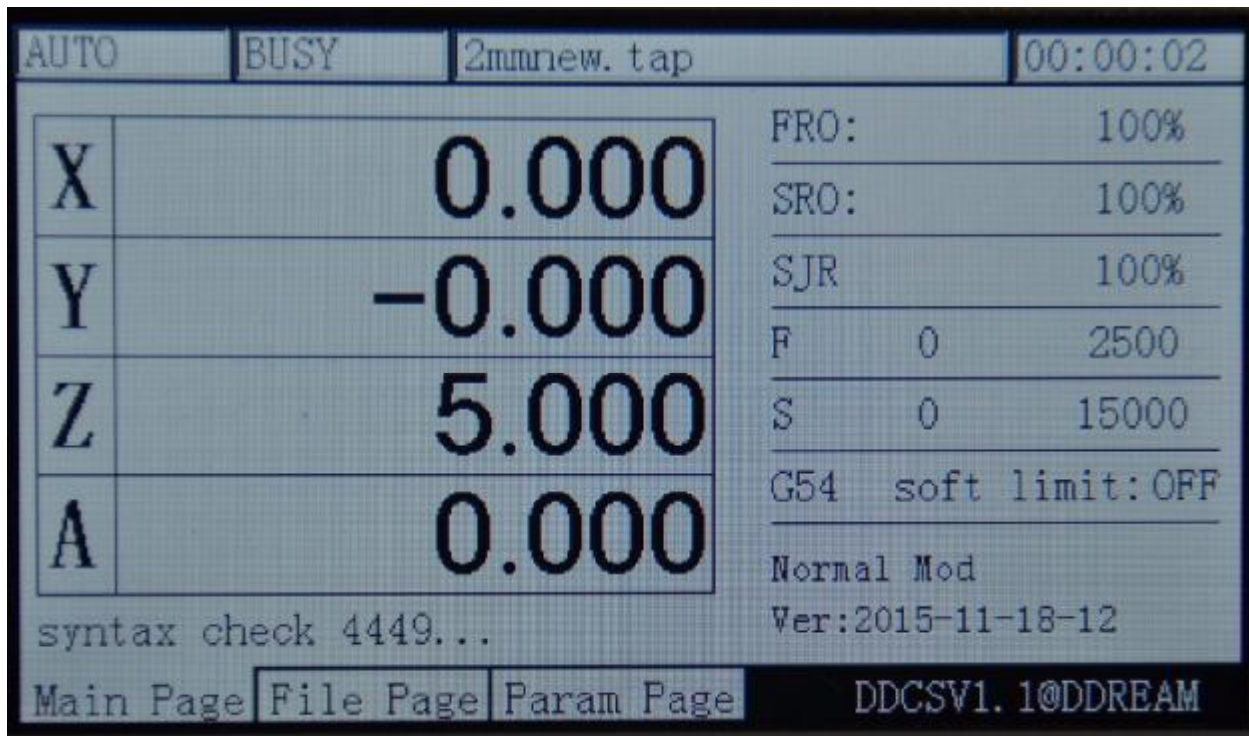 AUTO BUSY 2mmnew.tap 00:00:02
X 0.000
Y -0.000
Z 5.000
A 0.000
syntax check 4449...
FRO: 100%
SRO: 100%
SJR 100%
F 0 2500
S 0 15000
G54 soft limit:OFF
Normal Mod
Ver:2015-11-18-12
Main Page File Page Param Page DDCSV1.1@DDREAM